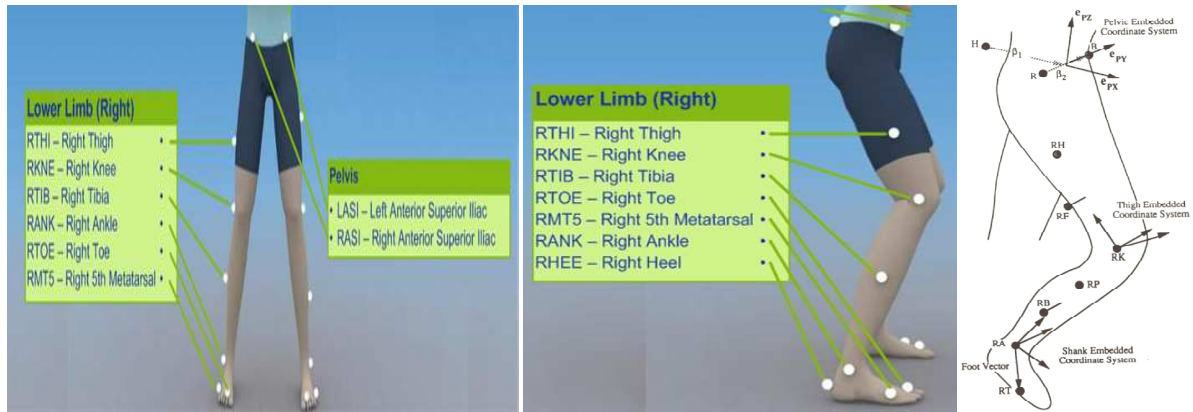 Lower Limb (Right)
RTHI – Right Thigh •
RKNE – Right Knee •
RTIB – Right Tibia •
RANK – Right Ankle •
RTOE – Right Toe •
RMT5 – Right 5th Metatarsal •
Pelvis
• LASI – Left Anterior Superior Iliac
• RASI – Right Anterior Superior Iliac
Lower Limb (Right)
RTHI – Right Thigh •
RKNE – Right Knee •
RTIB – Right Tibia •
RTOE – Right Toe •
RMT5 – Right 5th Metatarsal •
RANK – Right Ankle •
RHEE – Right Heel •
e PZ
Pelvic Embedded
Coordinate System
H
β1
R
e PY
R
β2
e PX
RH
RF
Thigh Embedded
Coordinate System
RK
RP
RB
RA
Shank Embedded
Coordinate System
Foot Vector
RT